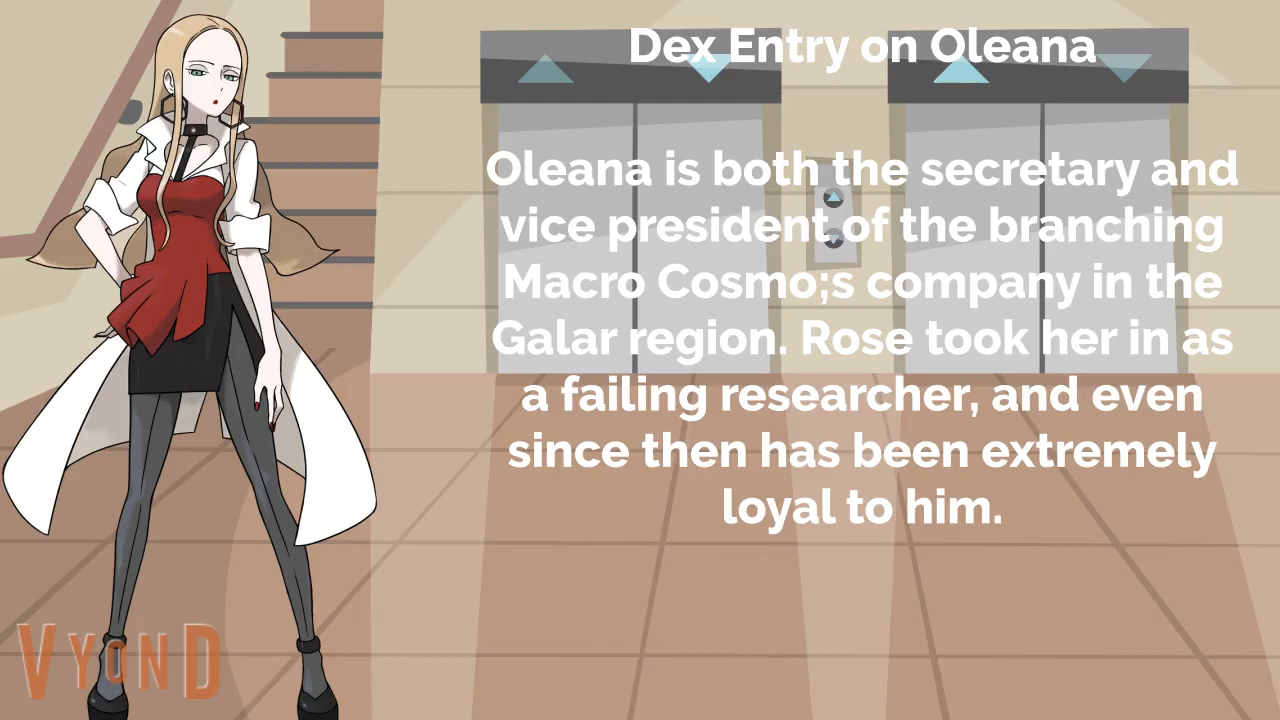 Dex Entry on Oleana
Oleana is both the secretary and
vice president of the branching
Macro Cosmo;s company in the
Galar region. Rose took her in as
a failing researcher, and even
since then has been extremely
loyal to him.
VYOND